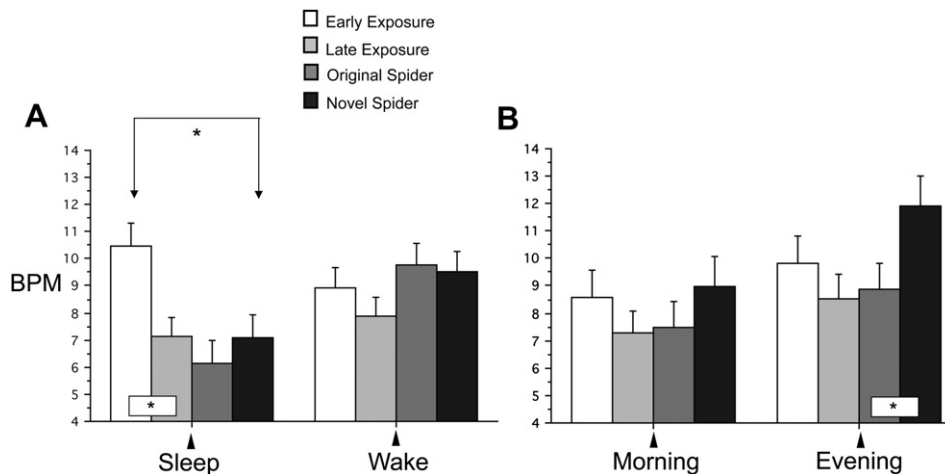 Early Exposure
Late Exposure
Original Spider
Novel Spider
A
*
14
13
12
11
10
9
8
7
6
5
4
BPM
*
Sleep
Wake
B
14
13
12
11
10
9
8
7
6
5
4
*
Morning
Evening